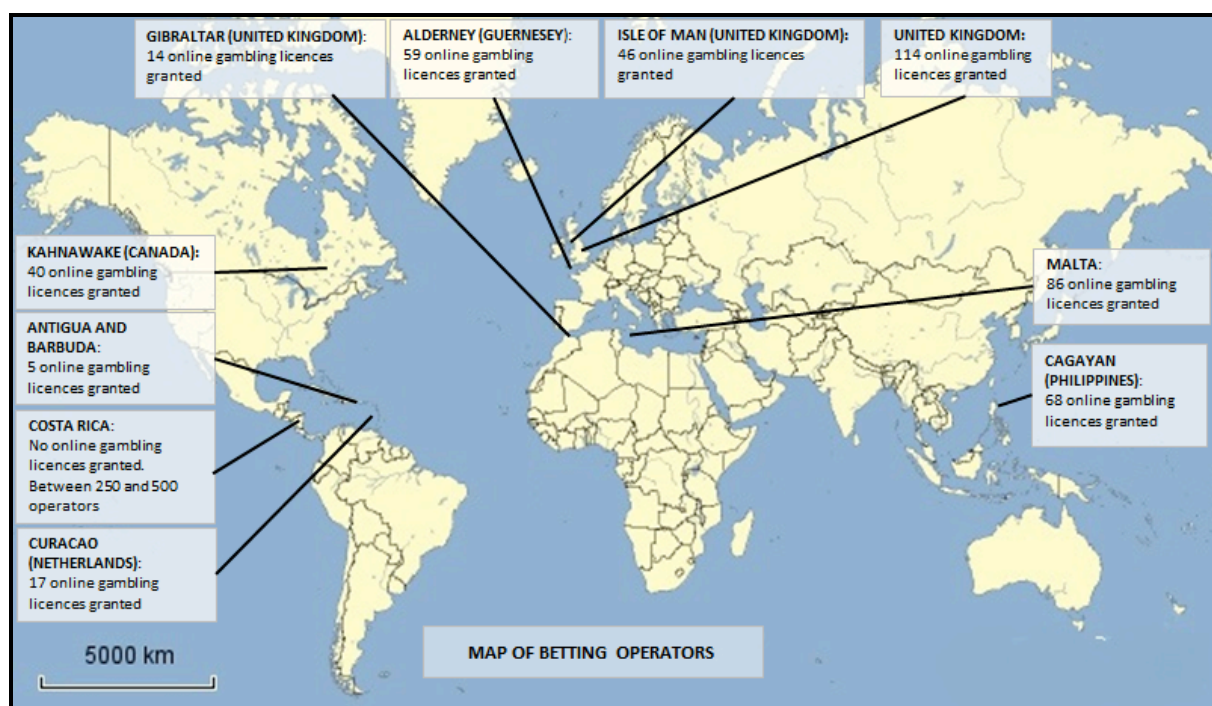 GIBRALTAR (UNITED KINGDOM):
14 online gambling licences
granted
ALDERNEY (GUERNESEY):
59 online gambling
licences granted
ISLE OF MAN (UNITED KINGDOM):
46 online gambling licences
granted
UNITED KINGDOM:
114 online gambling
licences granted
KAHNAWAKE (CANADA):
40 online gambling
licences granted
ANTIGUA AND
BARBUDA:
5 online gambling
licences granted
COSTA RICA:
No online gambling
licences granted.
Between 250 and 500
operators
CURACAO
(NETHERLANDS):
17 online gambling
licences granted
MALTA:
86 online gambling
licences granted
CAGAYAN
(PHILIPPINES):
68 online gambling
licences granted
5000 km
MAP OF BETTING OPERATORS